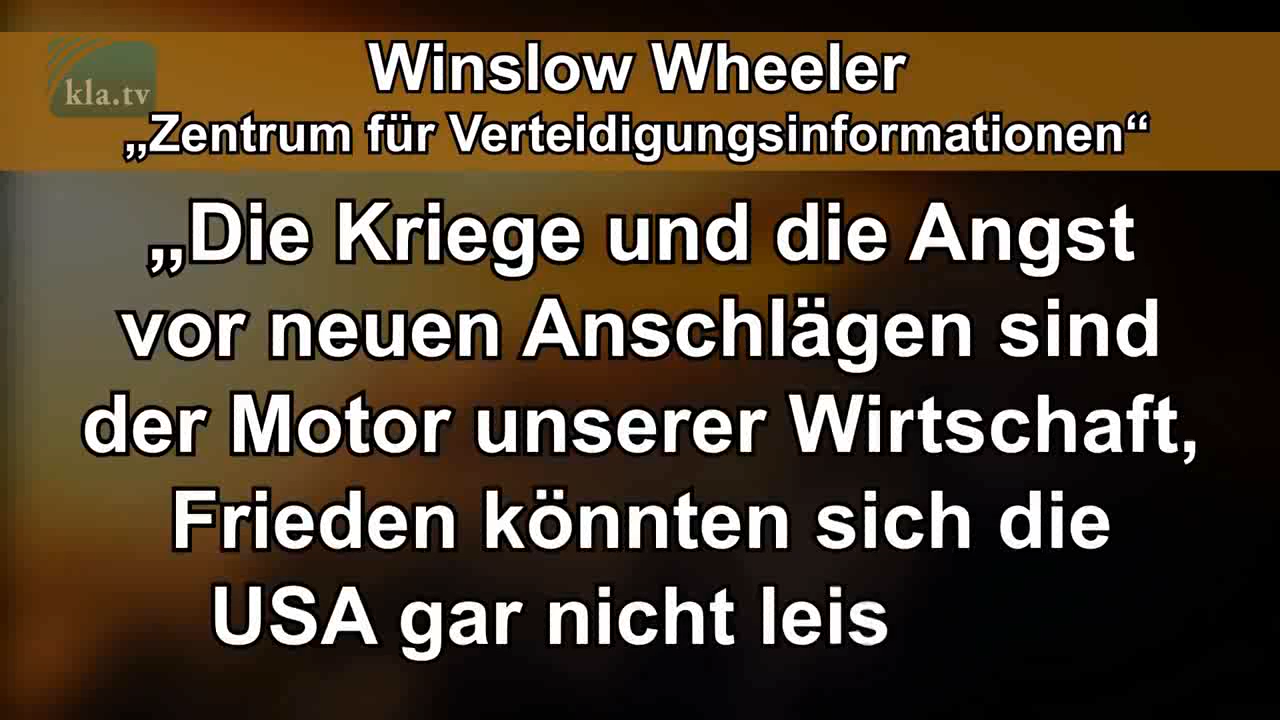 kla.tv
Winslow Wheeler
„Zentrum für Verteidigungsinformationen“
„Die Kriege und die Angst
vor neuen Anschlägen sind
der Motor unserer Wirtschaft,
Frieden könnten sich die
USA gar nicht leis